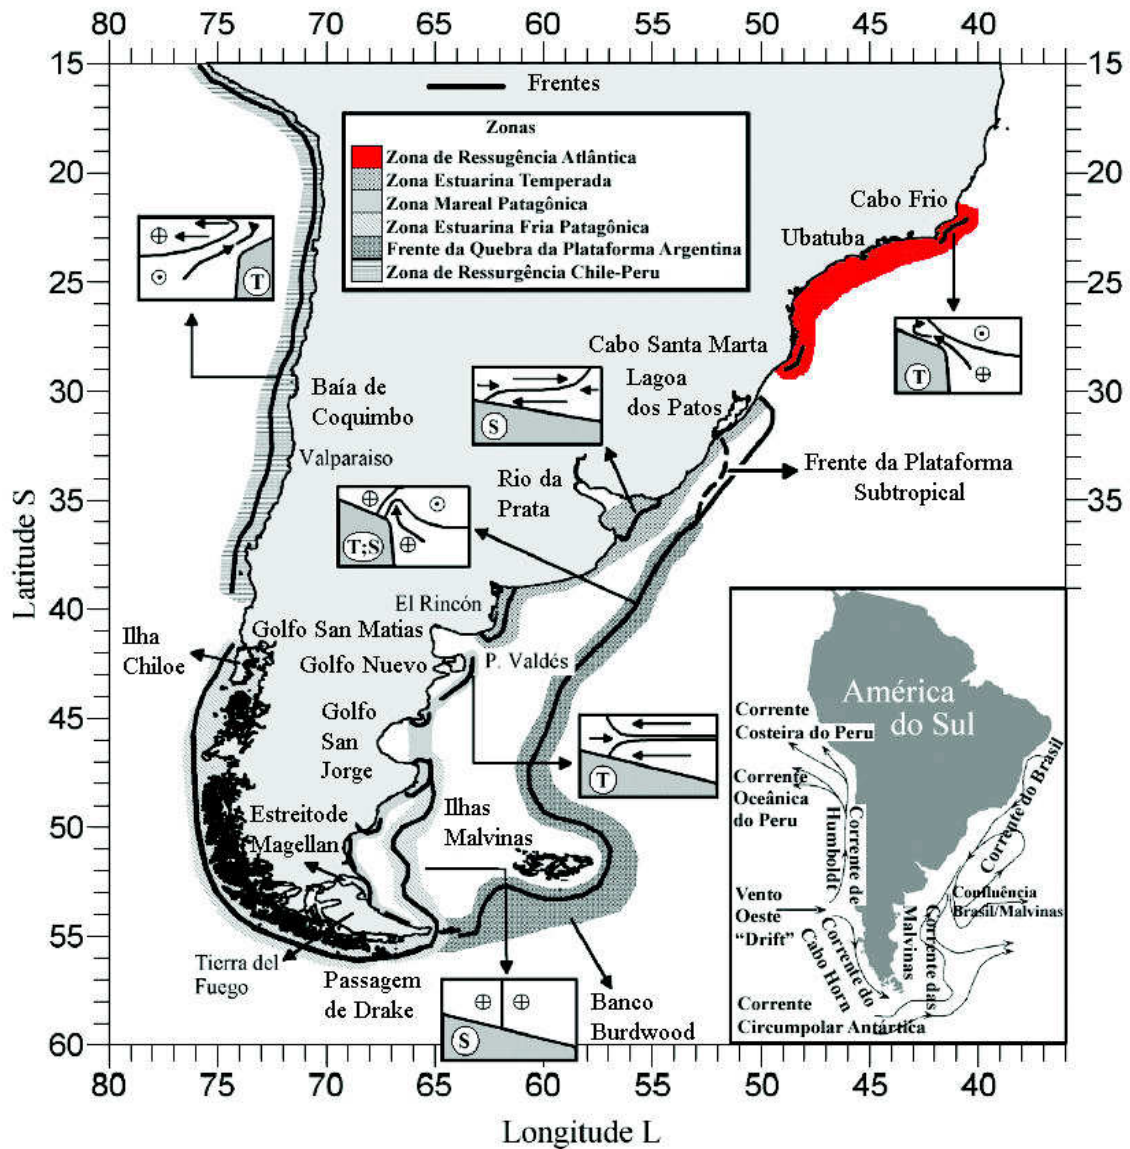 80 75 70 65 60 55 50 45 40
15 15
Frentes
Zonas
Zona de Ressugência Atlântica
Zona Estuarina Temperada
Zona Mareal Patagônica
Zona Estuarina Fria Patagônica
Frente da Quebra da Plataforma Argentina
Zona de Ressurgência Chile-Peru
20 20
Cabo Frio
Ubatuba
T
25 25
Cabo Santa Marta
T
Lagoa
dos Patos
30 30
Baía de
Coquimbo
S
Valparaiso
Rio da
Prata
Frente da Plataforma
Subtropical
35 35
T;S
Latitude S
40 40
El Rincón
Ilha
Chiloe
Golfo San Matias
Golfo Nuevo
P. Valdés
45
Golfo
San
Jorge
T
50
Estreitode
Magellan
Ilhas
Malvinas
55
Tierra del
Fuego
Passagem
de Drake
S
Banco
Burdwood
60
América
do Sul
Corrente
Costeira do Peru
Corrente
Oceânica
do Peru
Corrente de
Humboldt
Corrente do Brasil
Confluência
Brasil/Malvinas
Vento
Oeste
“Drift”
Corrente do
Cabo Horn
Corrente das
Malvinas
Corrente
Circumpolar Antártica
80 75 70 65 60 55 50 45 40
Longitude L